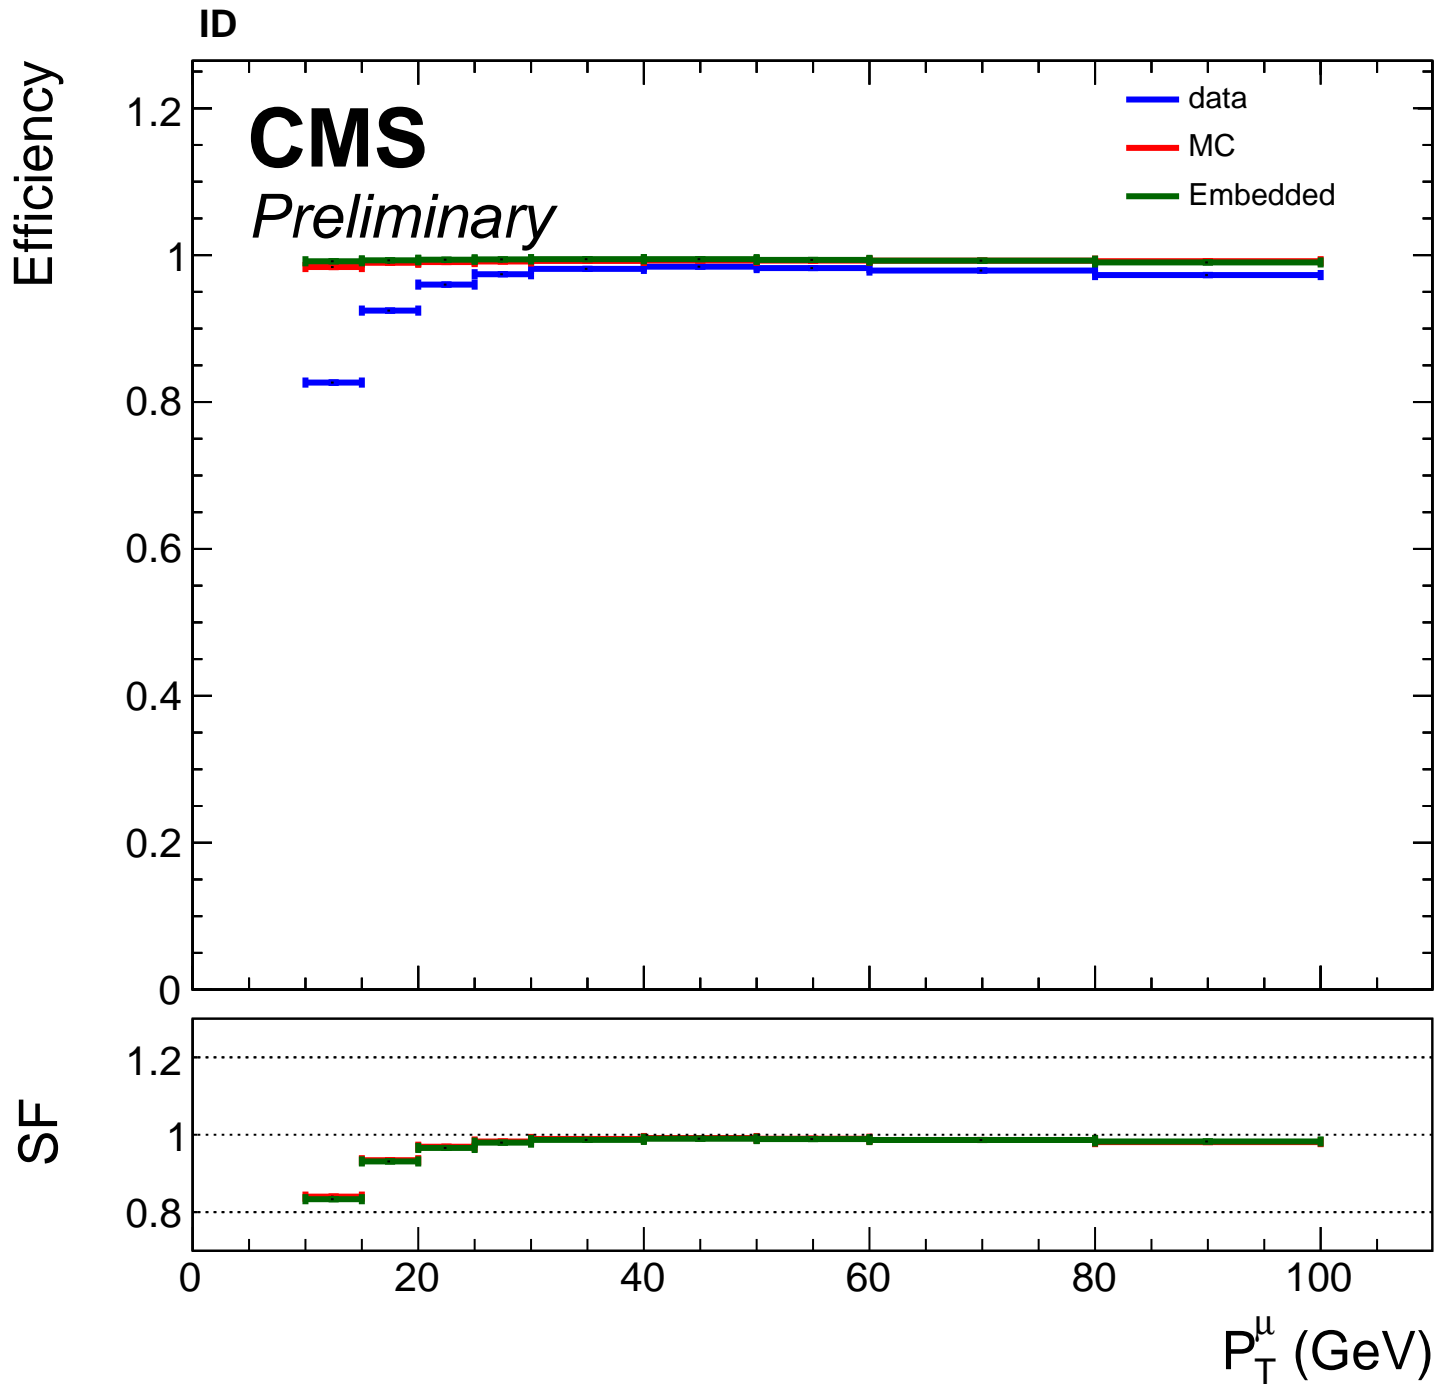 ID
Efficiency
1.2
1
0.8
0.6
0.4
0.2
0
CMS
Preliminary
data
MC
Embedded
SF
1.2
1
0.8
0 20 40 60 80 100
P_T^μ (GeV)